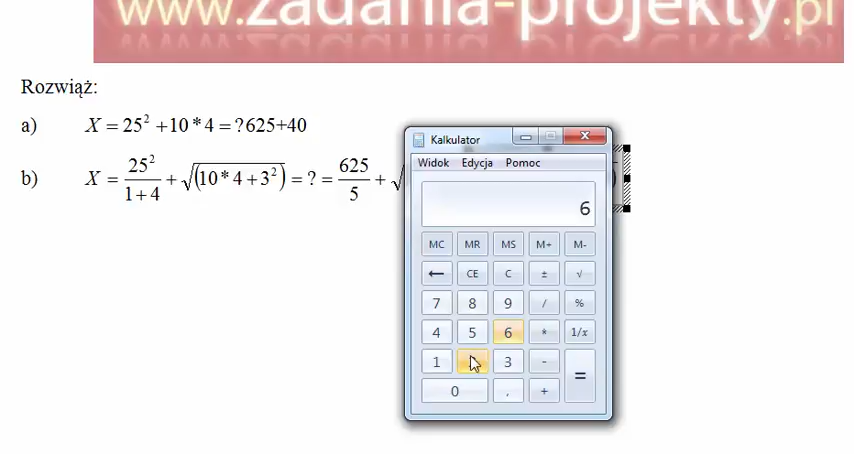 www.zadania-projekty.pl
Rozwiąż:
a) X = 25² + 10 * 4 = ?625+40
b) X = 25² / 1 + 4 + √(10 * 4 + 3²) = ? = 625 / 5 + √ )
Kalkulator
Widok Edycja Pomoc
6
MC MR MS M+ M-
← CE C ± √
7 8 9 / %
4 5 6 * 1/x
1 3 - =
0 , +